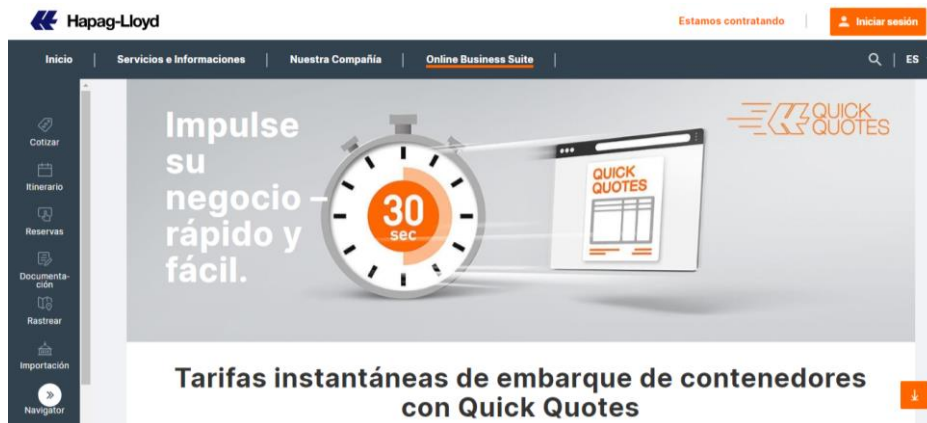 Hapag-Lloyd
Estamos contratando
Iniciar sesión
Inicio
Servicios e Informaciones
Nuestra Compañía
Online Business Suite
ES
Cotizar
Itinerario
Reservas
Documenta-
ción
Rastrear
Importación
Navigator
Impulse
su
negocio –
rápido y
fácil.
30
sec
QUICK
QUOTES
QUICK
QUOTES
Tarifas instantáneas de embarque de contenedores
con Quick Quotes